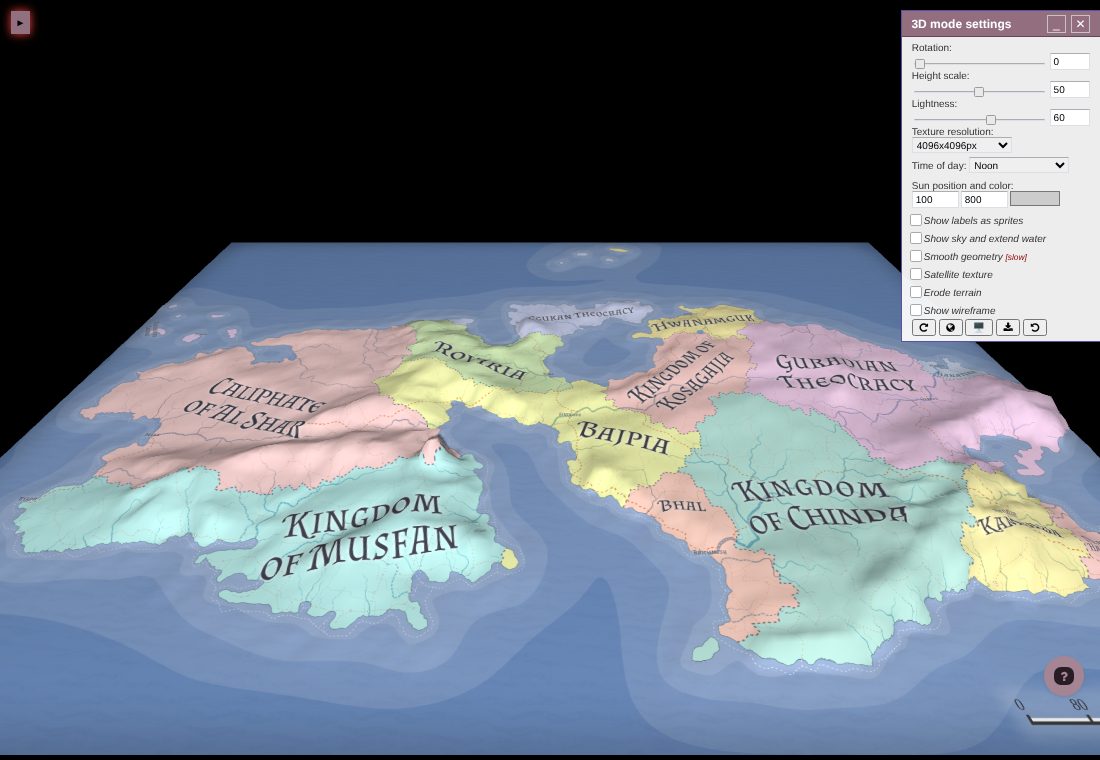 3D mode settings
Rotation:
0
Height scale:
50
Lightness:
60
Texture resolution:
4096x4096px
Time of day: Noon
Sun position and color:
100 800
Show labels as sprites
Show sky and extend water
Smooth geometry [slow]
Satellite texture
Erode terrain
Show wireframe
THEOCRACY
HWANAMGUK
ROVTRIA
KINGDOM OF
KOSAGAJIA
THEOCRACY
CALIPHATE
OF AL SHAR
BAJPIA
KINGDOM
OF MUSFAN
BHAL
KINGDOM
OF CHINDA
?
0 80